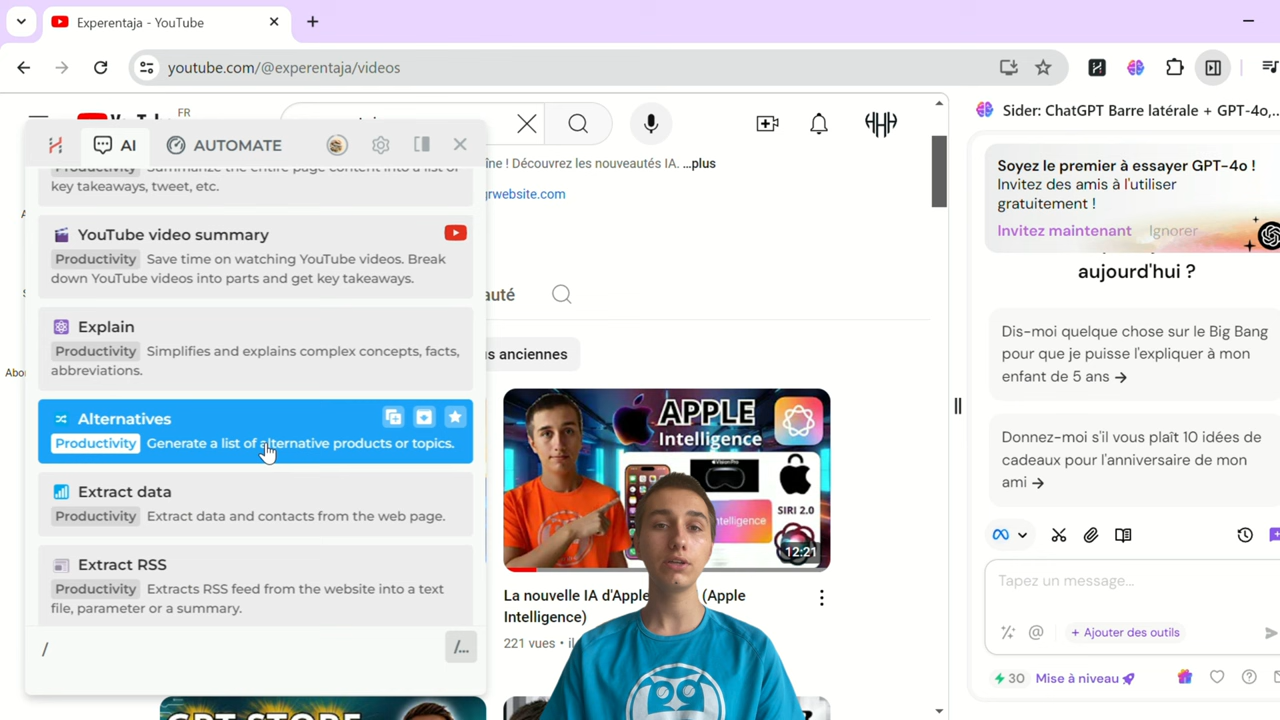 Experentaja - YouTube
youtube.com/@experentaja/videos
FR
AI
AUTOMATE
key takeaways, tweet, etc.
YouTube video summary
Productivity Save time on watching YouTube videos. Break
down YouTube videos into parts and get key takeaways.
Explain
Productivity Simplifies and explains complex concepts, facts,
abbreviations.
Alternatives
Productivity Generate a list of alternative products or topics.
Extract data
Productivity Extract data and contacts from the web page.
Extract RSS
Productivity Extracts RSS feed from the website into a text
file, parameter or a summary.
/
/...
îne ! Découvrez les nouveautés IA. ...plus
grwebsite.com
auté
s anciennes
APPLE
Intelligence
SIRI 2.0
ntelligence
12:21
La nouvelle IA d'Apple (Apple
Intelligence)
221 vues •
GPT STORE
Sider: ChatGPT Barre latérale + GPT-4o,...
Soyez le premier à essayer GPT-4o !
Invitez des amis à l'utiliser
gratuitement !
Invitez maintenant Ignorer
aujourd'hui ?
Dis-moi quelque chose sur le Big Bang
pour que je puisse l'expliquer à mon
enfant de 5 ans →
Donnez-moi s'il vous plaît 10 idées de
cadeaux pour l'anniversaire de mon
ami →
Tapez un message...
@ + Ajouter des outils
30 Mise à niveau